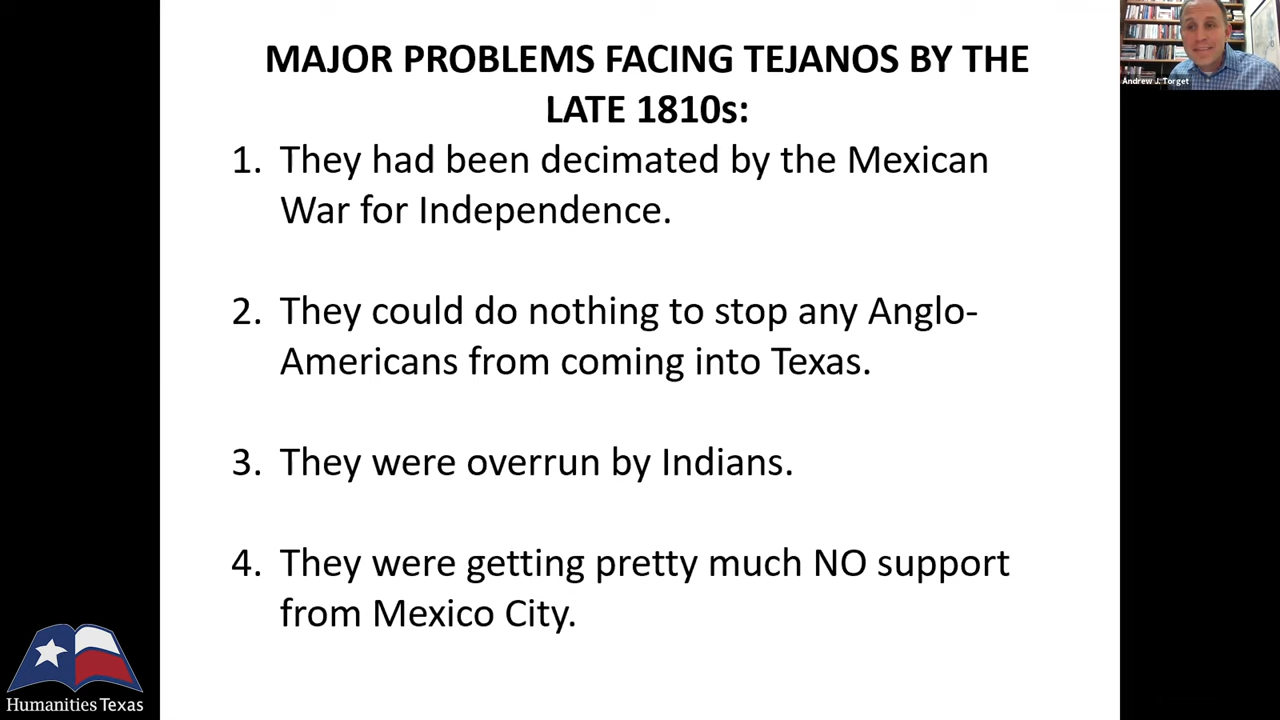 MAJOR PROBLEMS FACING TEJANOS BY THE
LATE 1810s:
1. They had been decimated by the Mexican
War for Independence.
2. They could do nothing to stop any Anglo-
Americans from coming into Texas.
3. They were overrun by Indians.
4. They were getting pretty much NO support
from Mexico City.
Andrew J. Torget
Humanities Texas